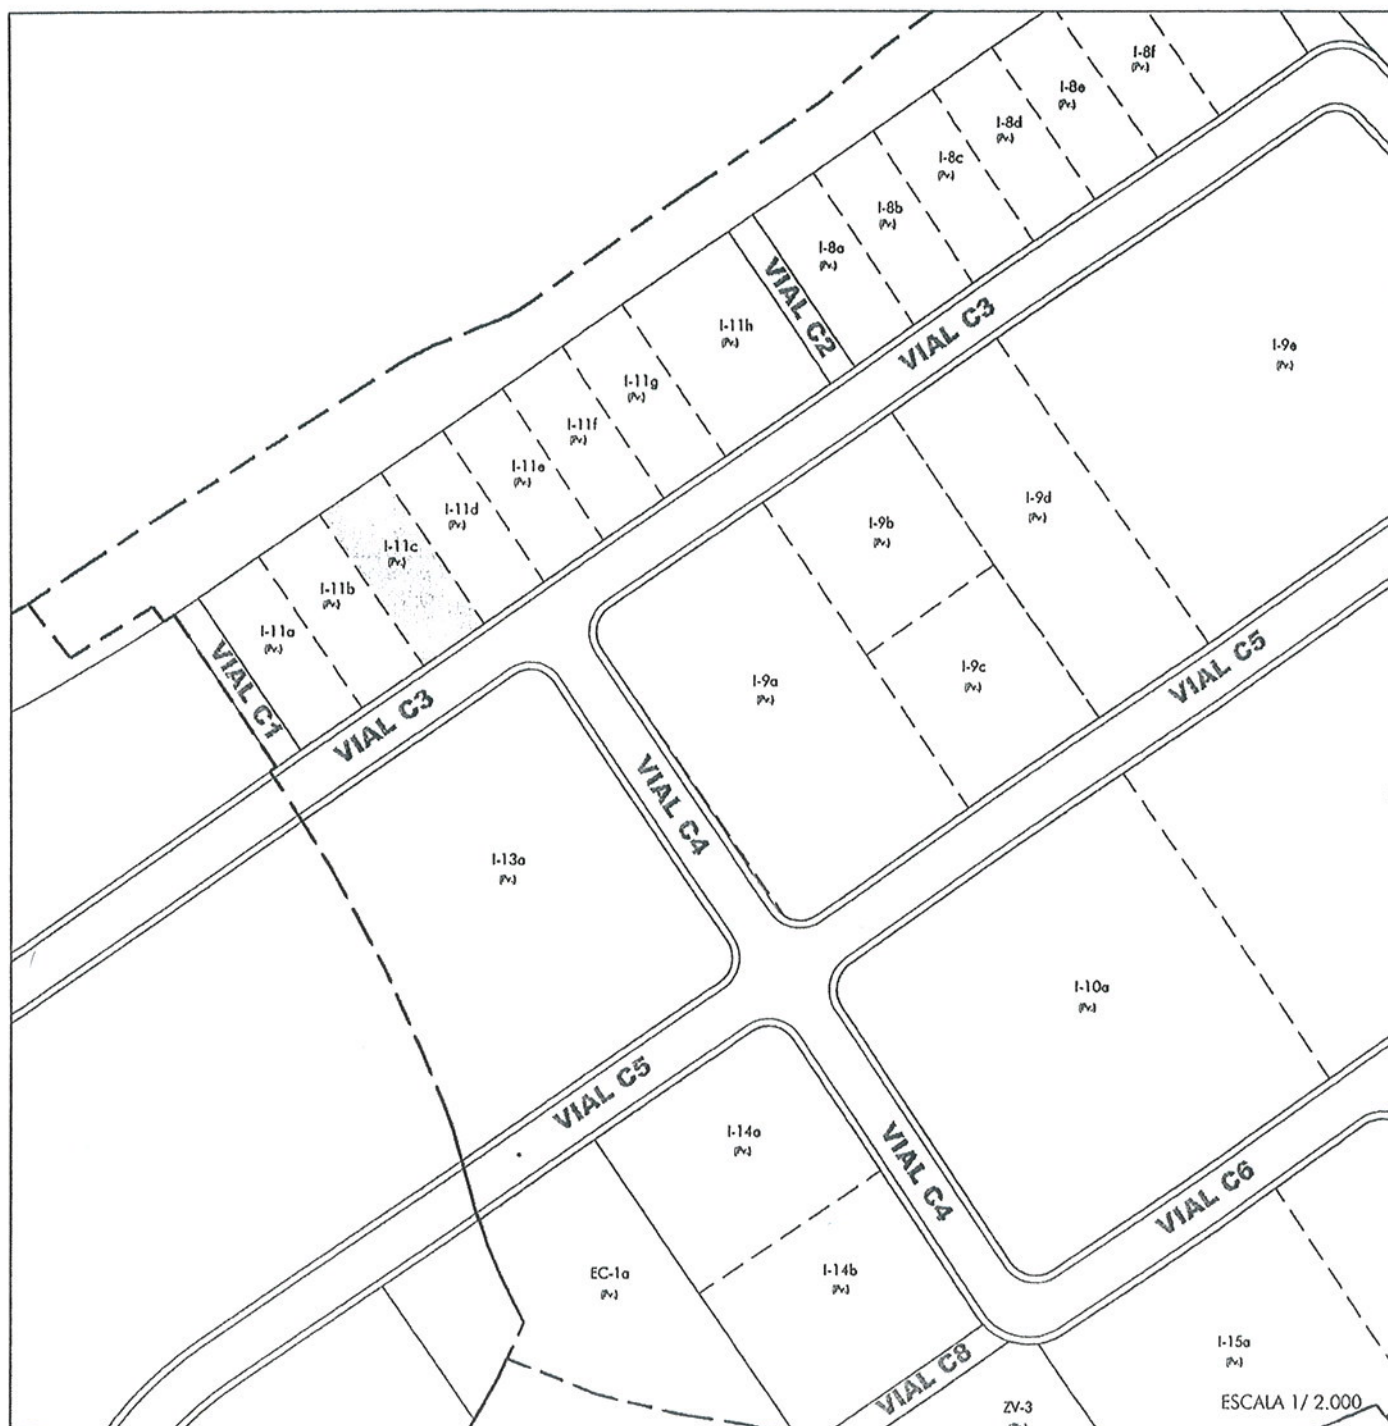 I-8f
(Pv.)
I-8e
(Pv.)
I-8d
(Pv.)
I-8c
(Pv.)
I-8b
(Pv.)
I-8a
(Pv.)
VIAL C2
VIAL C3
I-11h
(Pv.)
I-9e
(Pv.)
I-11g
(Pv.)
I-11f
(Pv.)
I-11e
(Pv.)
I-11d
(Pv.)
I-11c
(Pv.)
I-11b
(Pv.)
I-11a
(Pv.)
VIAL C1
VIAL C3
I-9d
(Pv.)
I-9b
(Pv.)
I-9c
(Pv.)
I-9a
(Pv.)
VIAL C5
VIAL C4
I-13a
(Pv.)
I-10a
(Pv.)
VIAL C5
I-14a
(Pv.)
VIAL C4
VIAL C6
EC-1a
(Pv.)
I-14b
(Pv.)
VIAL C8
I-15a
(Pv.)
ZV-3
ESCALA 1/ 2.000